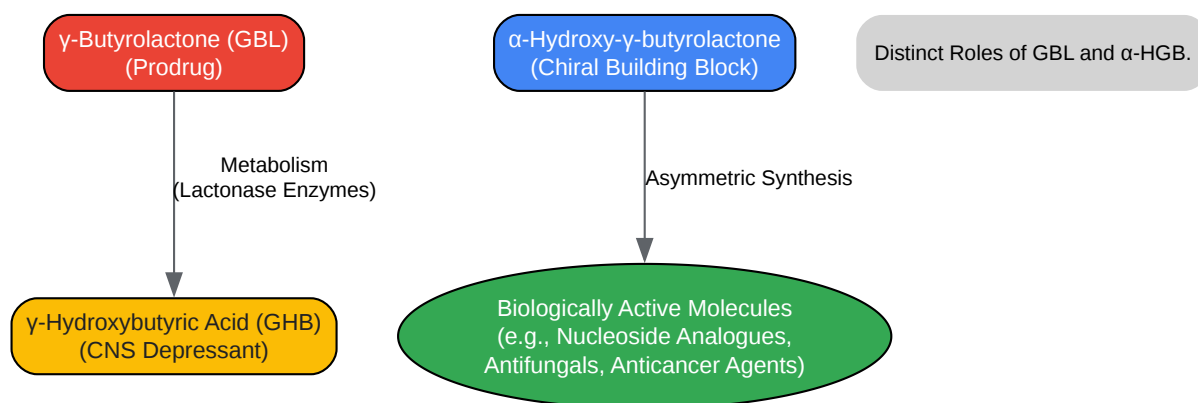 γ-Butyrolactone (GBL)
(Prodrug)
α-Hydroxy-γ-butyrolactone
(Chiral Building Block)
Distinct Roles of GBL and α-HGB.
Metabolism
(Lactonase Enzymes)
Asymmetric Synthesis
γ-Hydroxybutyric Acid (GHB)
(CNS Depressant)
Biologically Active Molecules
(e.g., Nucleoside Analogues,
Antifungals, Anticancer Agents)